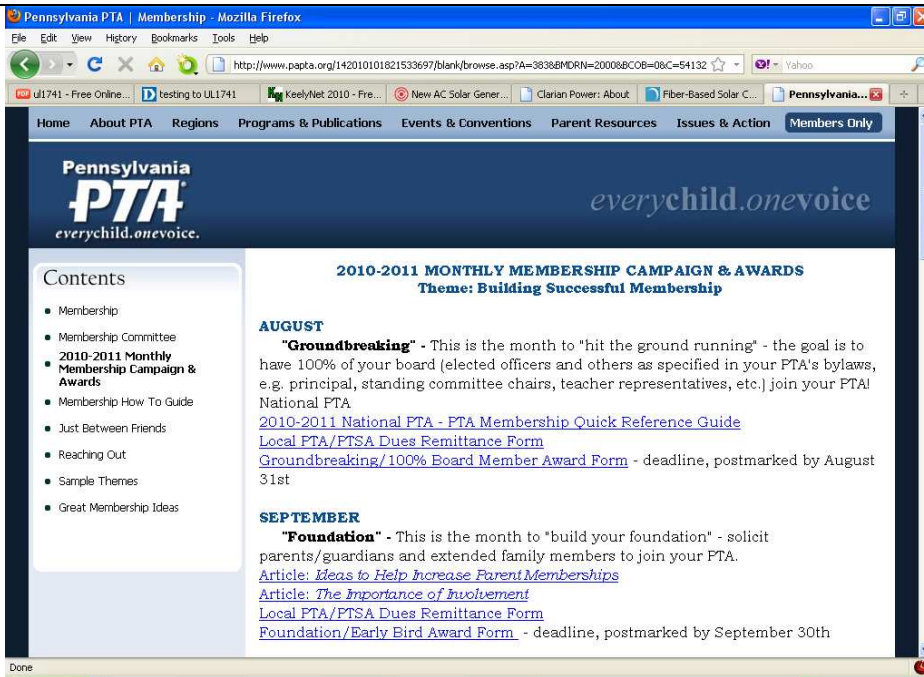 Pennsylvania PTA | Membership - Mozilla Firefox
File Edit View History Bookmarks Tools Help
http://www.papta.org/142010101821533697/blank/browse.asp?A=383&BMDRN=2000&BCOB=0&C=54132 Yahoo
ul1741 - Free Online... testing to UL1741 KeelyNet 2010 - Fre... New AC Solar Gener... Clarian Power: About Fiber-Based Solar C... Pennsylvania...
Home About PTA Regions Programs & Publications Events & Conventions Parent Resources Issues & Action Members Only
Pennsylvania
PTA
everychild.onevoice.
everychild.onevoice
Contents
Membership
Membership Committee
2010-2011 Monthly
Membership Campaign &
Awards
Membership How To Guide
Just Between Friends
Reaching Out
Sample Themes
Great Membership Ideas
2010-2011 MONTHLY MEMBERSHIP CAMPAIGN & AWARDS
Theme: Building Successful Membership
AUGUST
"Groundbreaking" - This is the month to "hit the ground running" - the goal is to
have 100% of your board (elected officers and others as specified in your PTA's bylaws,
e.g. principal, standing committee chairs, teacher representatives, etc.) join your PTA!
National PTA
2010-2011 National PTA - PTA Membership Quick Reference Guide
Local PTA/PTSA Dues Remittance Form
Groundbreaking/100% Board Member Award Form - deadline, postmarked by August
31st
SEPTEMBER
"Foundation" - This is the month to "build your foundation" - solicit
parents/guardians and extended family members to join your PTA.
Article: Ideas to Help Increase Parent Memberships
Article: The Importance of Involvement
Local PTA/PTSA Dues Remittance Form
Foundation/Early Bird Award Form - deadline, postmarked by September 30th
Done